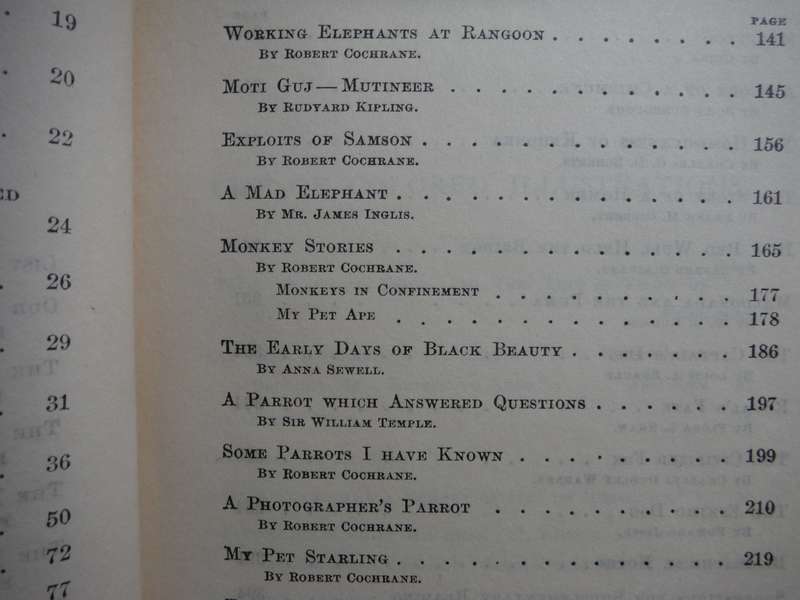 19
20
22
ED
24
26
29
31
36
50
72
77
PAGE
Working Elephants at Rangoon . . . . . . . . 141
By Robert Cochrane.
Moti Guj—Mutineer . . . . . . . . . . . 145
By Rudyard Kipling.
Exploits of Samson . . . . . . . . . . . . 156
By Robert Cochrane.
A Mad Elephant . . . . . . . . . . . . . 161
By Mr. James Inglis.
Monkey Stories . . . . . . . . . . . . . 165
By Robert Cochrane.
Monkeys in Confinement . . . . . . . . . 177
My Pet Ape . . . . . . . . . . . . . 178
The Early Days of Black Beauty . . . . . . . 186
By Anna Sewell.
A Parrot which Answered Questions . . . . . . 197
By Sir William Temple.
Some Parrots I have Known . . . . . . . . . 199
By Robert Cochrane.
A Photographer's Parrot . . . . . . . . . . 210
By Robert Cochrane.
My Pet Starling . . . . . . . . . . . . . 219
By Robert Cochrane.